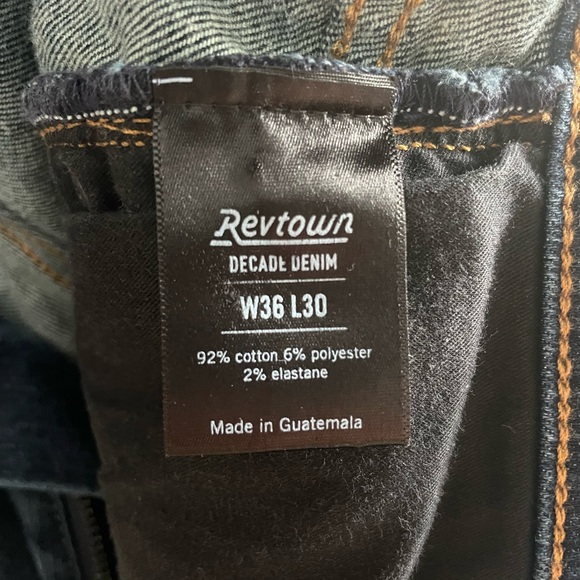 Revtown
DECADE DENIM
W36 L30
92% cotton 6% polyester
2% elastane
Made in Guatemala